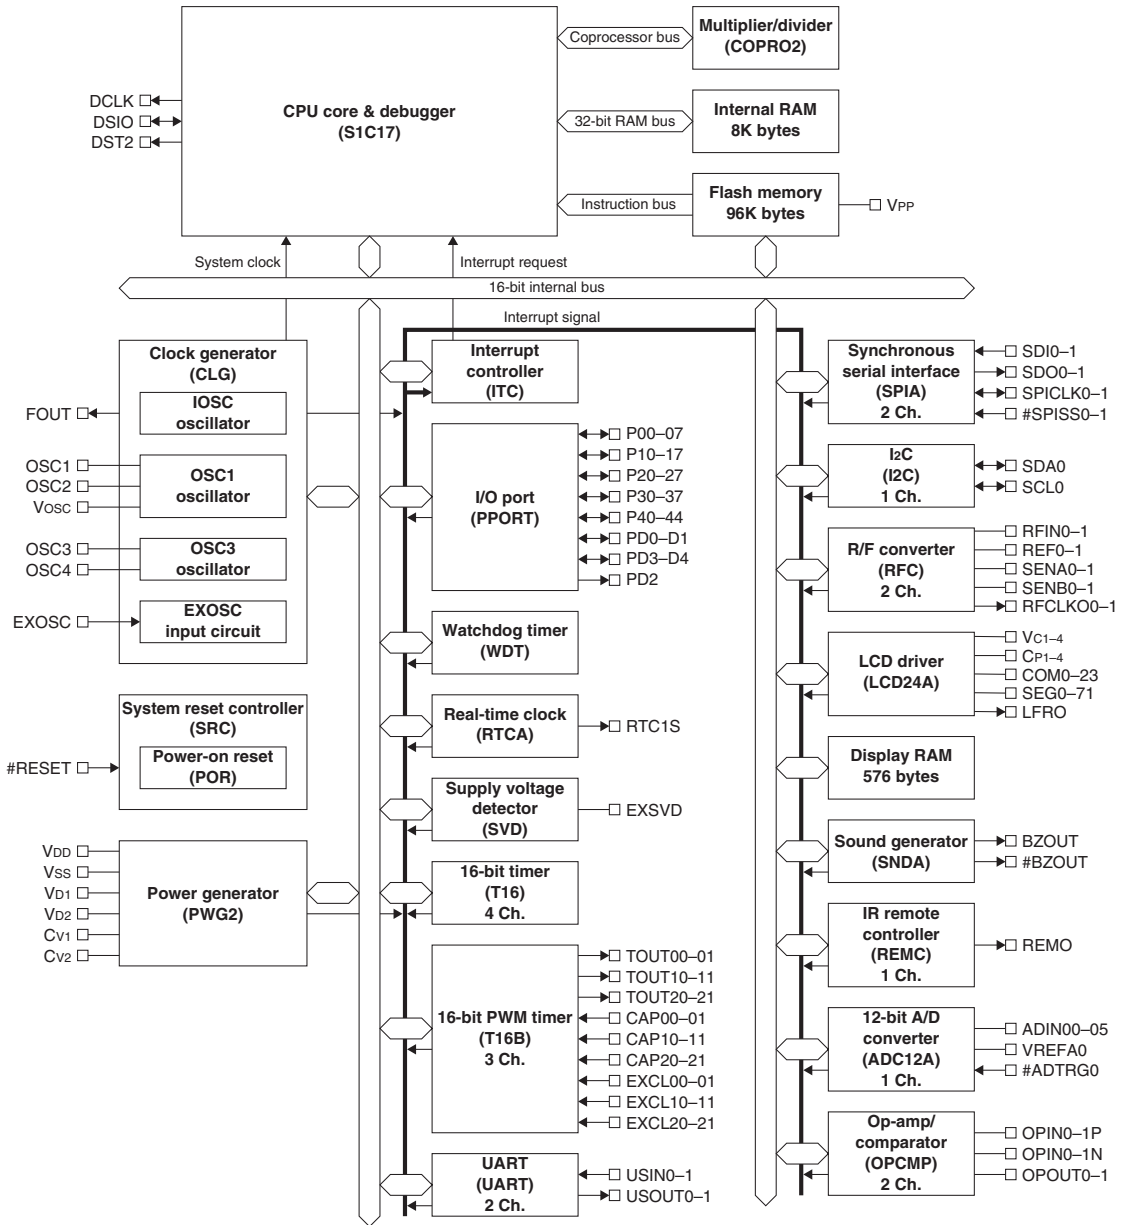 CPU core & debugger
(S1C17)
DCLK
DSIO
DST2
Coprocessor bus
Multiplier/divider
(COPRO2)
32-bit RAM bus
Internal RAM
8K bytes
Instruction bus
Flash memory
96K bytes
VPP
System clock
Interrupt request
16-bit internal bus
Interrupt signal
Clock generator
(CLG)
IOSC
oscillator
FOUT
OSC1
OSC2
VOSC
OSC1
oscillator
OSC3
OSC4
OSC3
oscillator
EXOSC
EXOSC
input circuit
System reset controller
(SRC)
Power-on reset
(POR)
#RESET
VDD
VSS
VD1
VD2
CV1
CV2
Power generator
(PWG2)
Interrupt
controller
(ITC)
I/O port
(PPORT)
P00–07
P10–17
P20–27
P30–37
P40–44
PD0–D1
PD3–D4
PD2
Watchdog timer
(WDT)
Real-time clock
(RTCA)
RTC1S
Supply voltage
detector
(SVD)
EXSVD
16-bit timer
(T16)
4 Ch.
16-bit PWM timer
(T16B)
3 Ch.
TOUT00–01
TOUT10–11
TOUT20–21
CAP00–01
CAP10–11
CAP20–21
EXCL00–01
EXCL10–11
EXCL20–21
UART
(UART)
2 Ch.
USIN0–1
USOUT0–1
Synchronous
serial interface
(SPIA)
2 Ch.
SDI0–1
SDO0–1
SPICLK0–1
#SPISS0–1
I2C
(I2C)
1 Ch.
SDA0
SCL0
R/F converter
(RFC)
2 Ch.
RFIN0–1
REF0–1
SENA0–1
SENB0–1
RFCLKO0–1
LCD driver
(LCD24A)
VC1–4
CP1–4
COM0–23
SEG0–71
LFRO
Display RAM
576 bytes
Sound generator
(SNDA)
BZOUT
#BZOUT
IR remote
controller
(REMC)
1 Ch.
REMO
12-bit A/D
converter
(ADC12A)
1 Ch.
ADIN00–05
VREFA0
#ADTRG0
Op-amp/
comparator
(OPCMP)
2 Ch.
OPIN0–1P
OPIN0–1N
OPOUT0–1